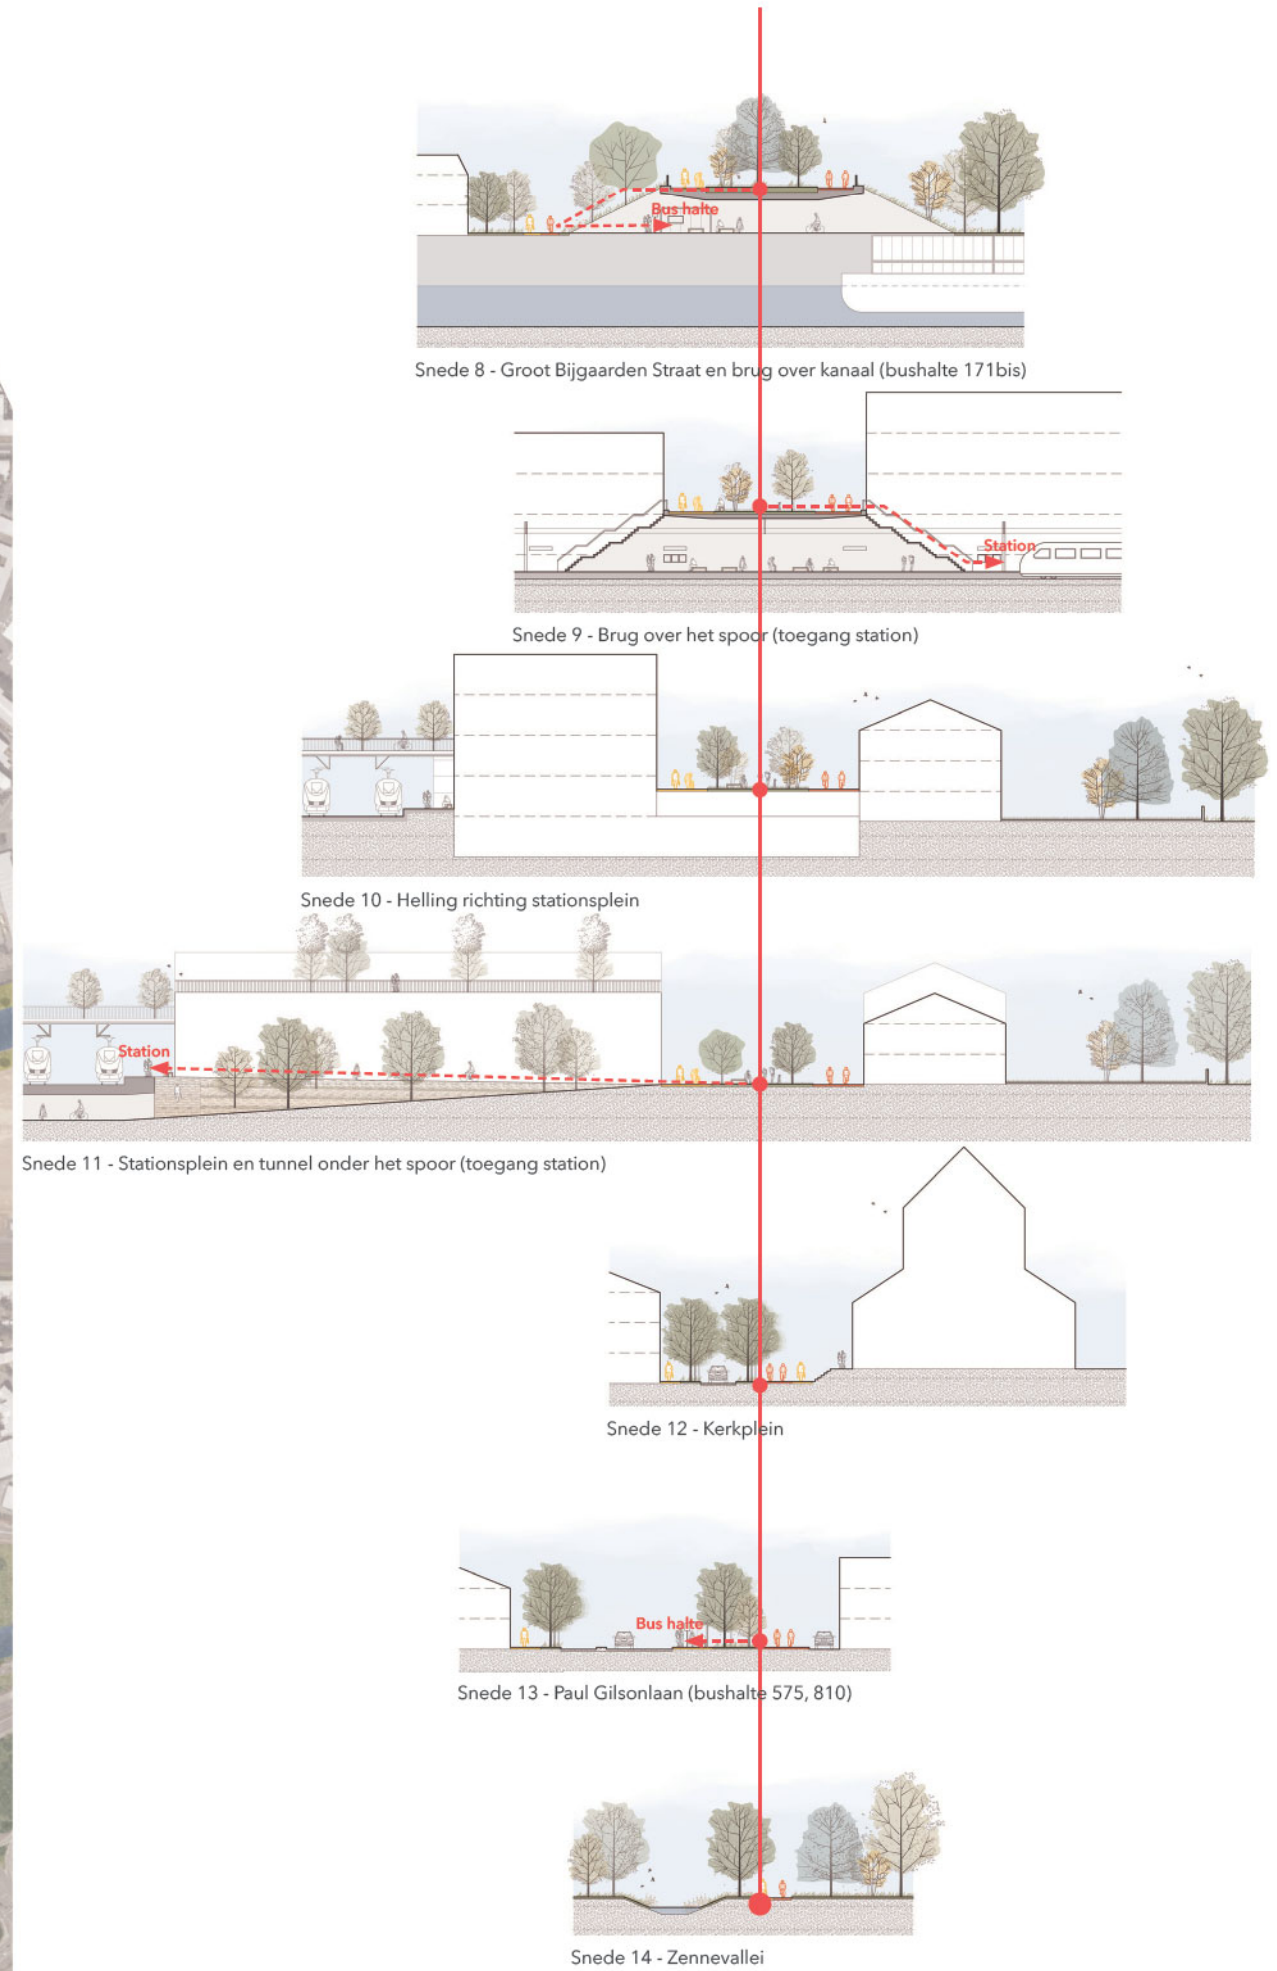 Bus halte
Snede 8 - Groot Bijgaarden Straat en brug over kanaal (bushalte 171bis)
Station
Snede 9 - Brug over het spoor (toegang station)
Snede 10 - Helling richting stationsplein
Station
Snede 11 - Stationsplein en tunnel onder het spoor (toegang station)
Snede 12 - Kerkplein
Bus halte
Snede 13 - Paul Gilsonlaan (bushalte 575, 810)
Snede 14 - Zennevallei